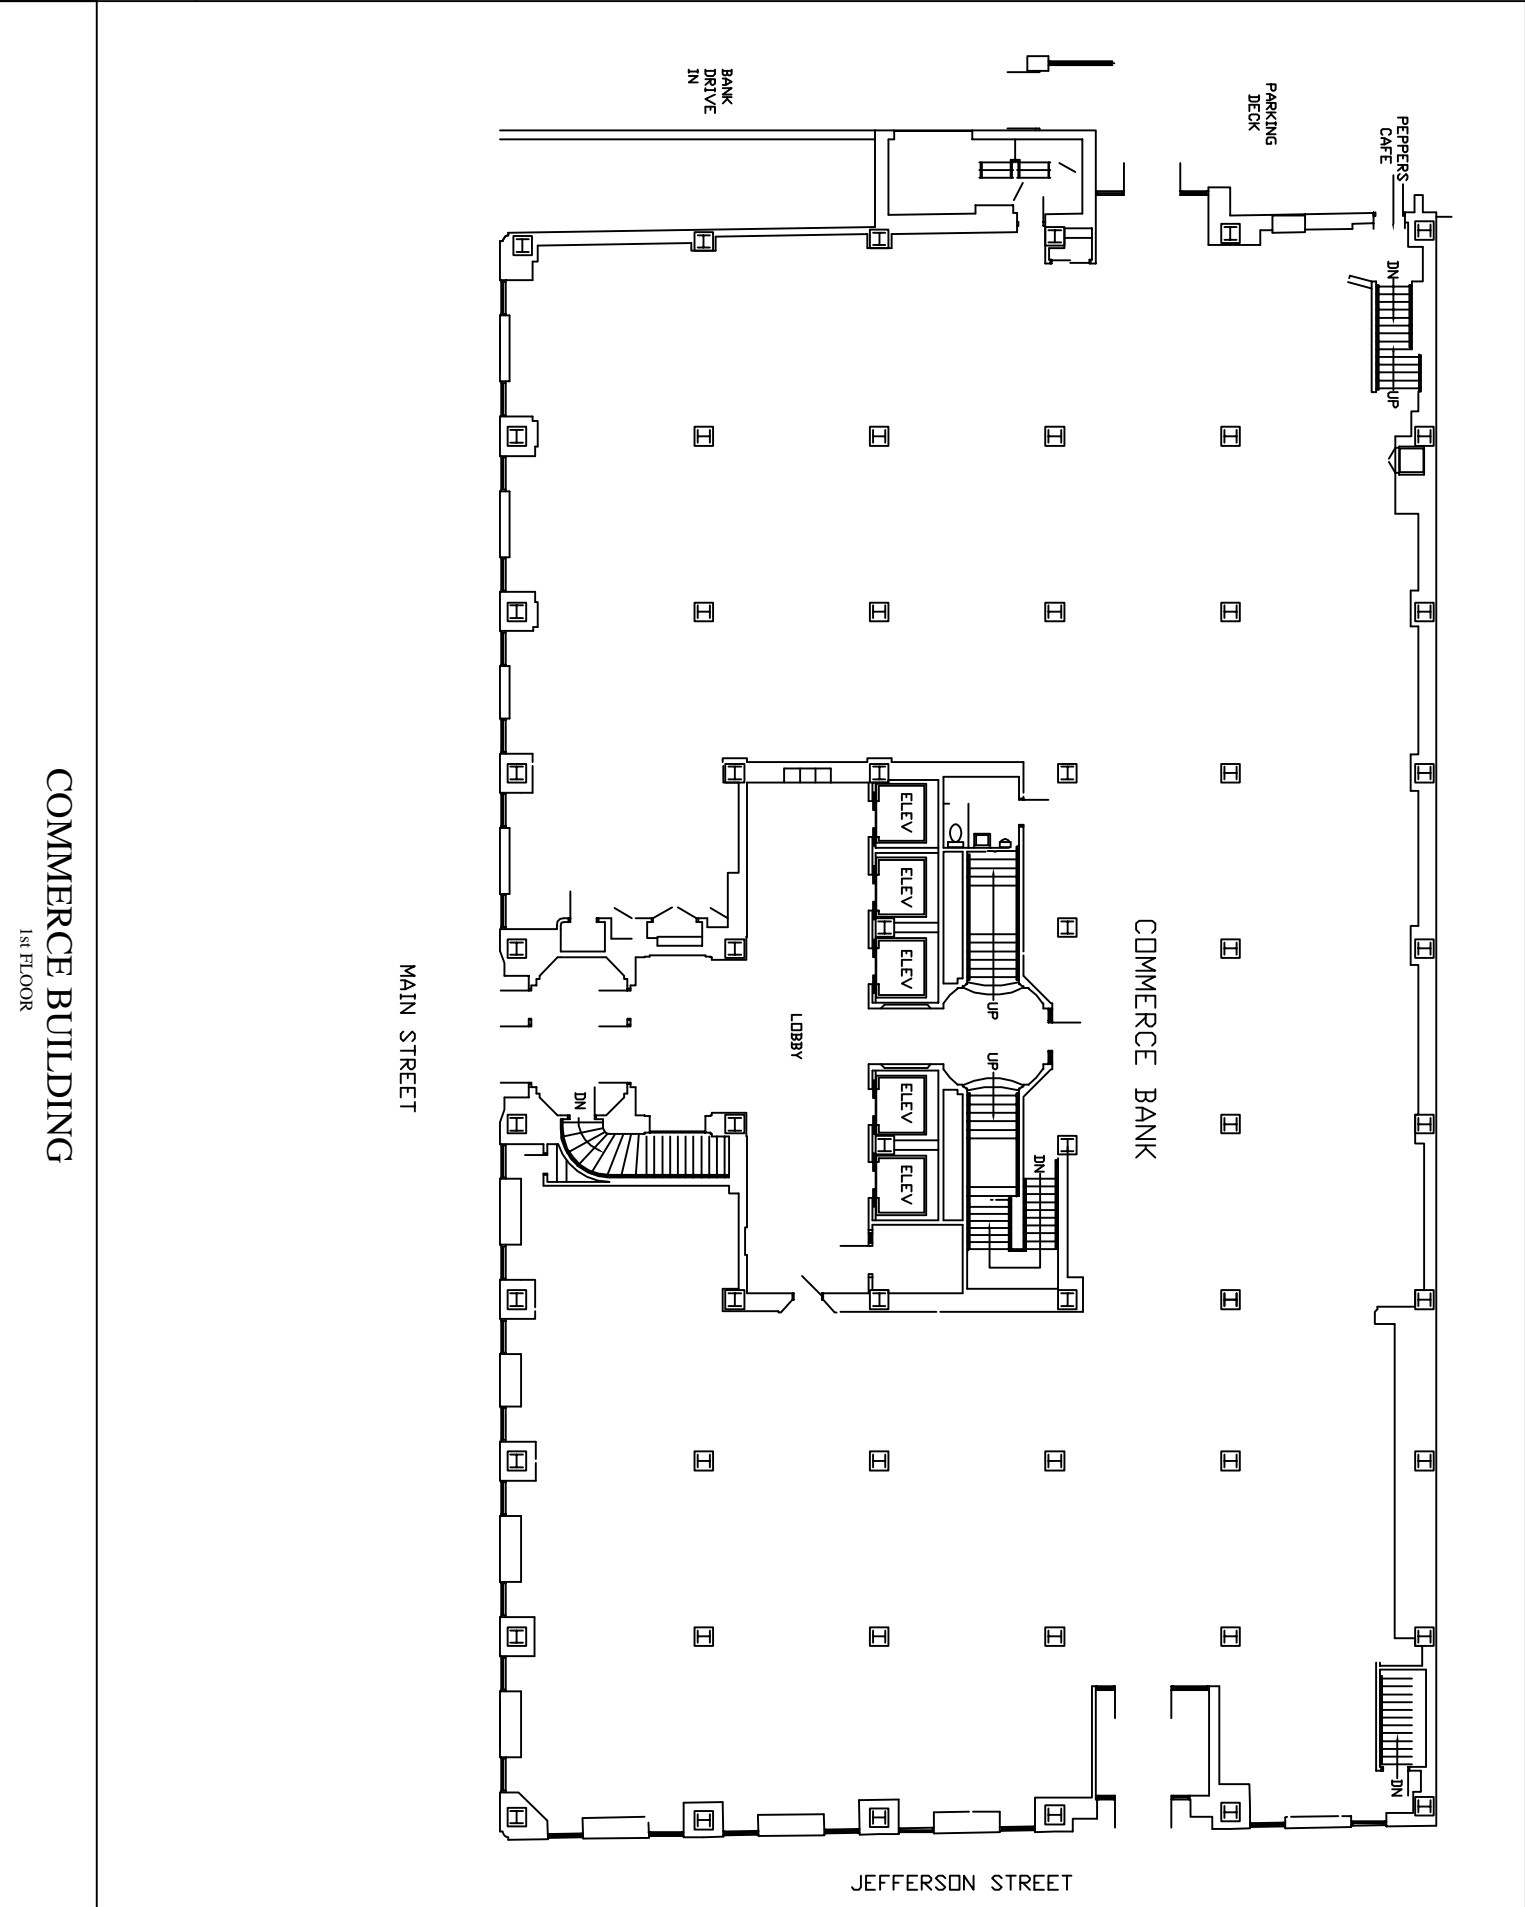 BANK
DRIVE
IN
PARKING
DECK
PEPPERS
CAFE
DN
UP
ELEV
ELEV
ELEV
UP
LOBBY
COMMERCE BANK
UP
ELEV
ELEV
DN
DN
MAIN STREET
DN
JEFFERSON STREET
COMMERCE BUILDING
1st FLOOR